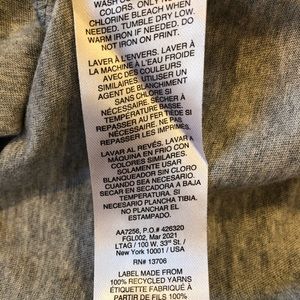 WASH
COLORS. ONLY NON-
CHLORINE BLEACH WHEN
NEEDED. TUMBLE DRY LOW.
WARM IRON IF NEEDED. DO
NOT IRON ON PRINT.
LAVER À L'ENVERS. LAVER À
LA MACHINE À L'EAU FROIDE
AVEC DES COULEURS
SIMILAIRES. UTILISER UN
AGENT DE BLANCHIMENT
SANS CHLORE SI
NÉCESSAIRE. SÉCHER À
TEMPÉRATURE BASSE.
REPASSER AU FER TIÈDE SI
NÉCESSAIRE. NE PAS
REPASSER LES IMPRIMÉS.
LAVAR AL REVÉS. LAVAR A
MÁQUINA EN FRIO CON
COLORES SIMILARES.
SOLAMENTE USAR
BLANQUEADOR SIN CLORO
CUANDO SEA NECESARIO.
SECAR EN SECADORA A BAJA
TEMPERATURA. SI
NECESARIO PLANCHA TIBIA.
NO PLANCHAR EL
ESTAMPADO.
AA7256, P.O.# 426320
FGL002, Mar 2021
LTAG / 100 W. 33rd St. /
New York 10001 / USA
RN# 13706
LABEL MADE FROM
100% RECYCLED YARNS
ÉTIQUETTE FABRIQUÉE À
PARTIR DE FILS 100%